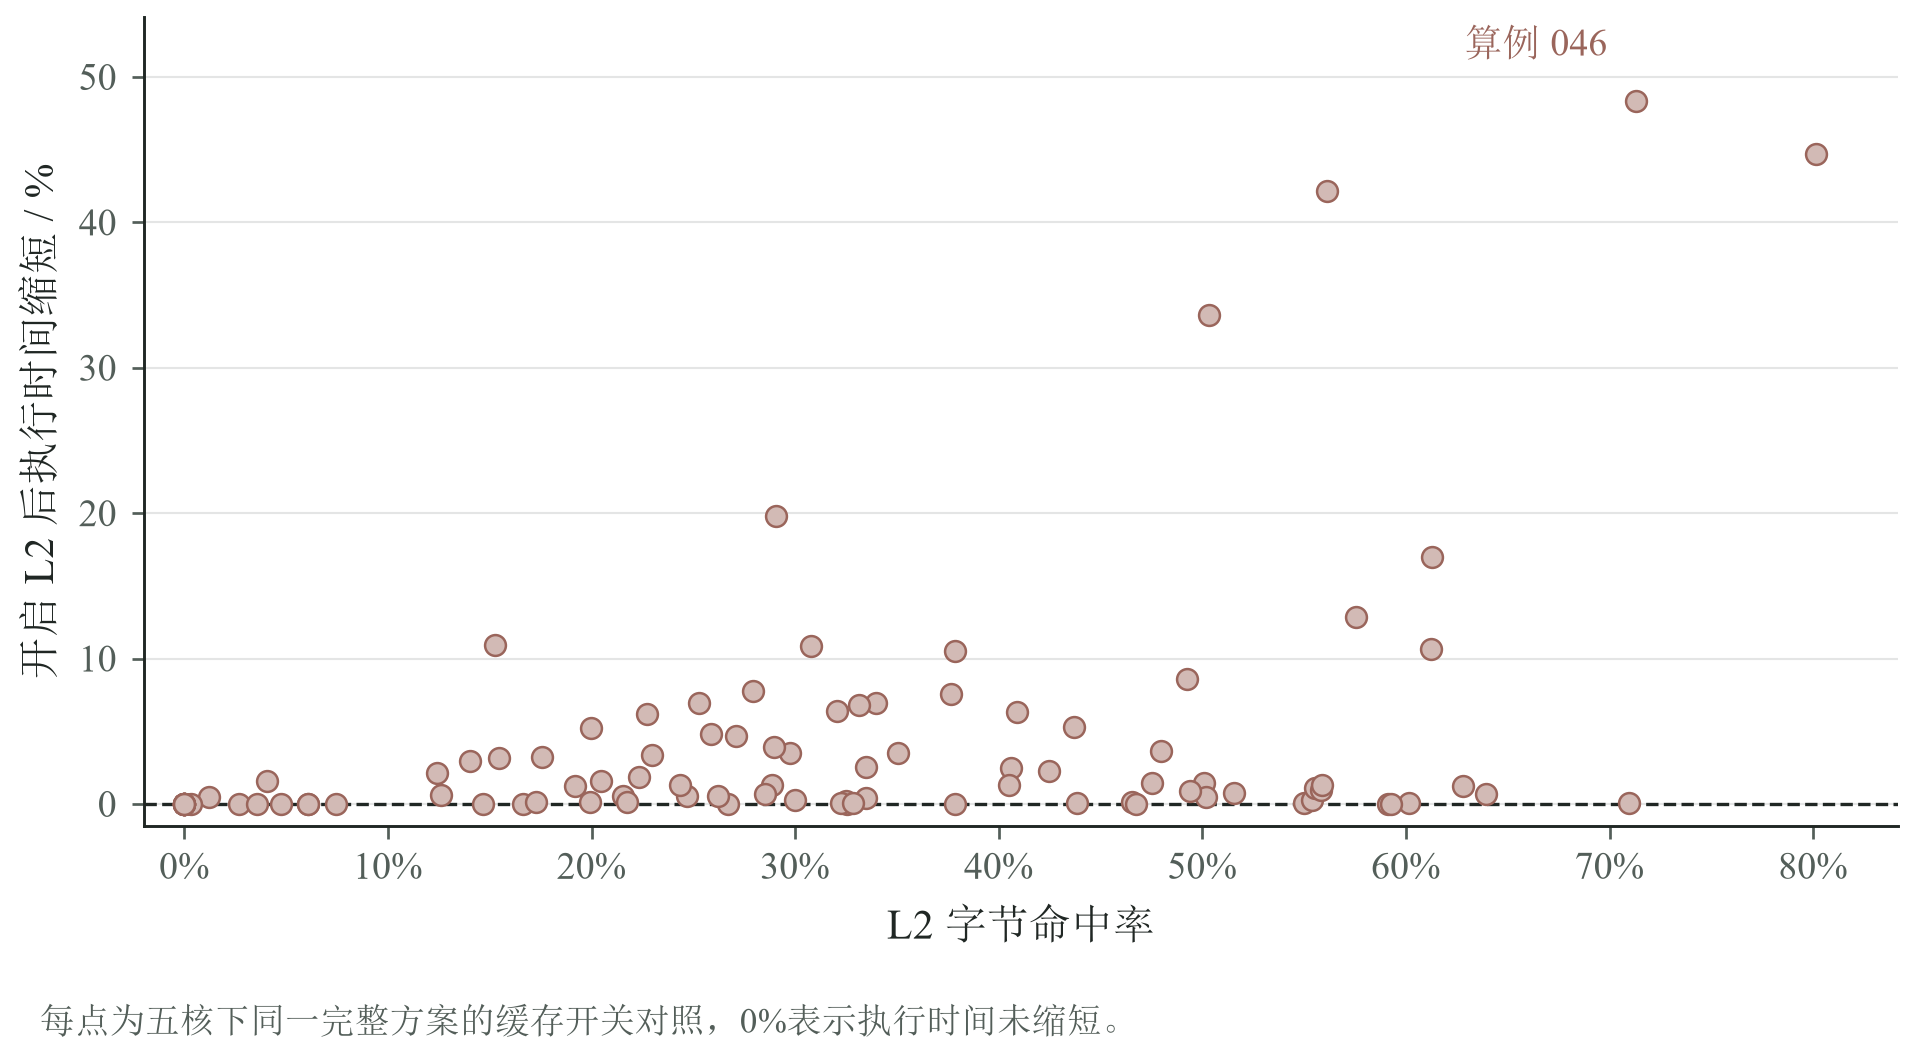 算例 046
50
40
30
20
10
0
开启 L2 后执行时间缩短 / %
0% 10% 20% 30% 40% 50% 60% 70% 80%
L2 字节命中率
每点为五核下同一完整方案的缓存开关对照，0%表示执行时间未缩短。